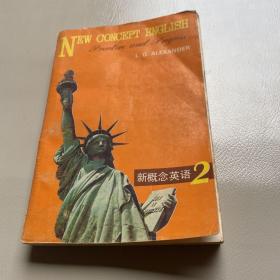 NEW CONCEPT ENGLISH
Practice and Progress
L. G. ALEXANDER
新概念英语 2